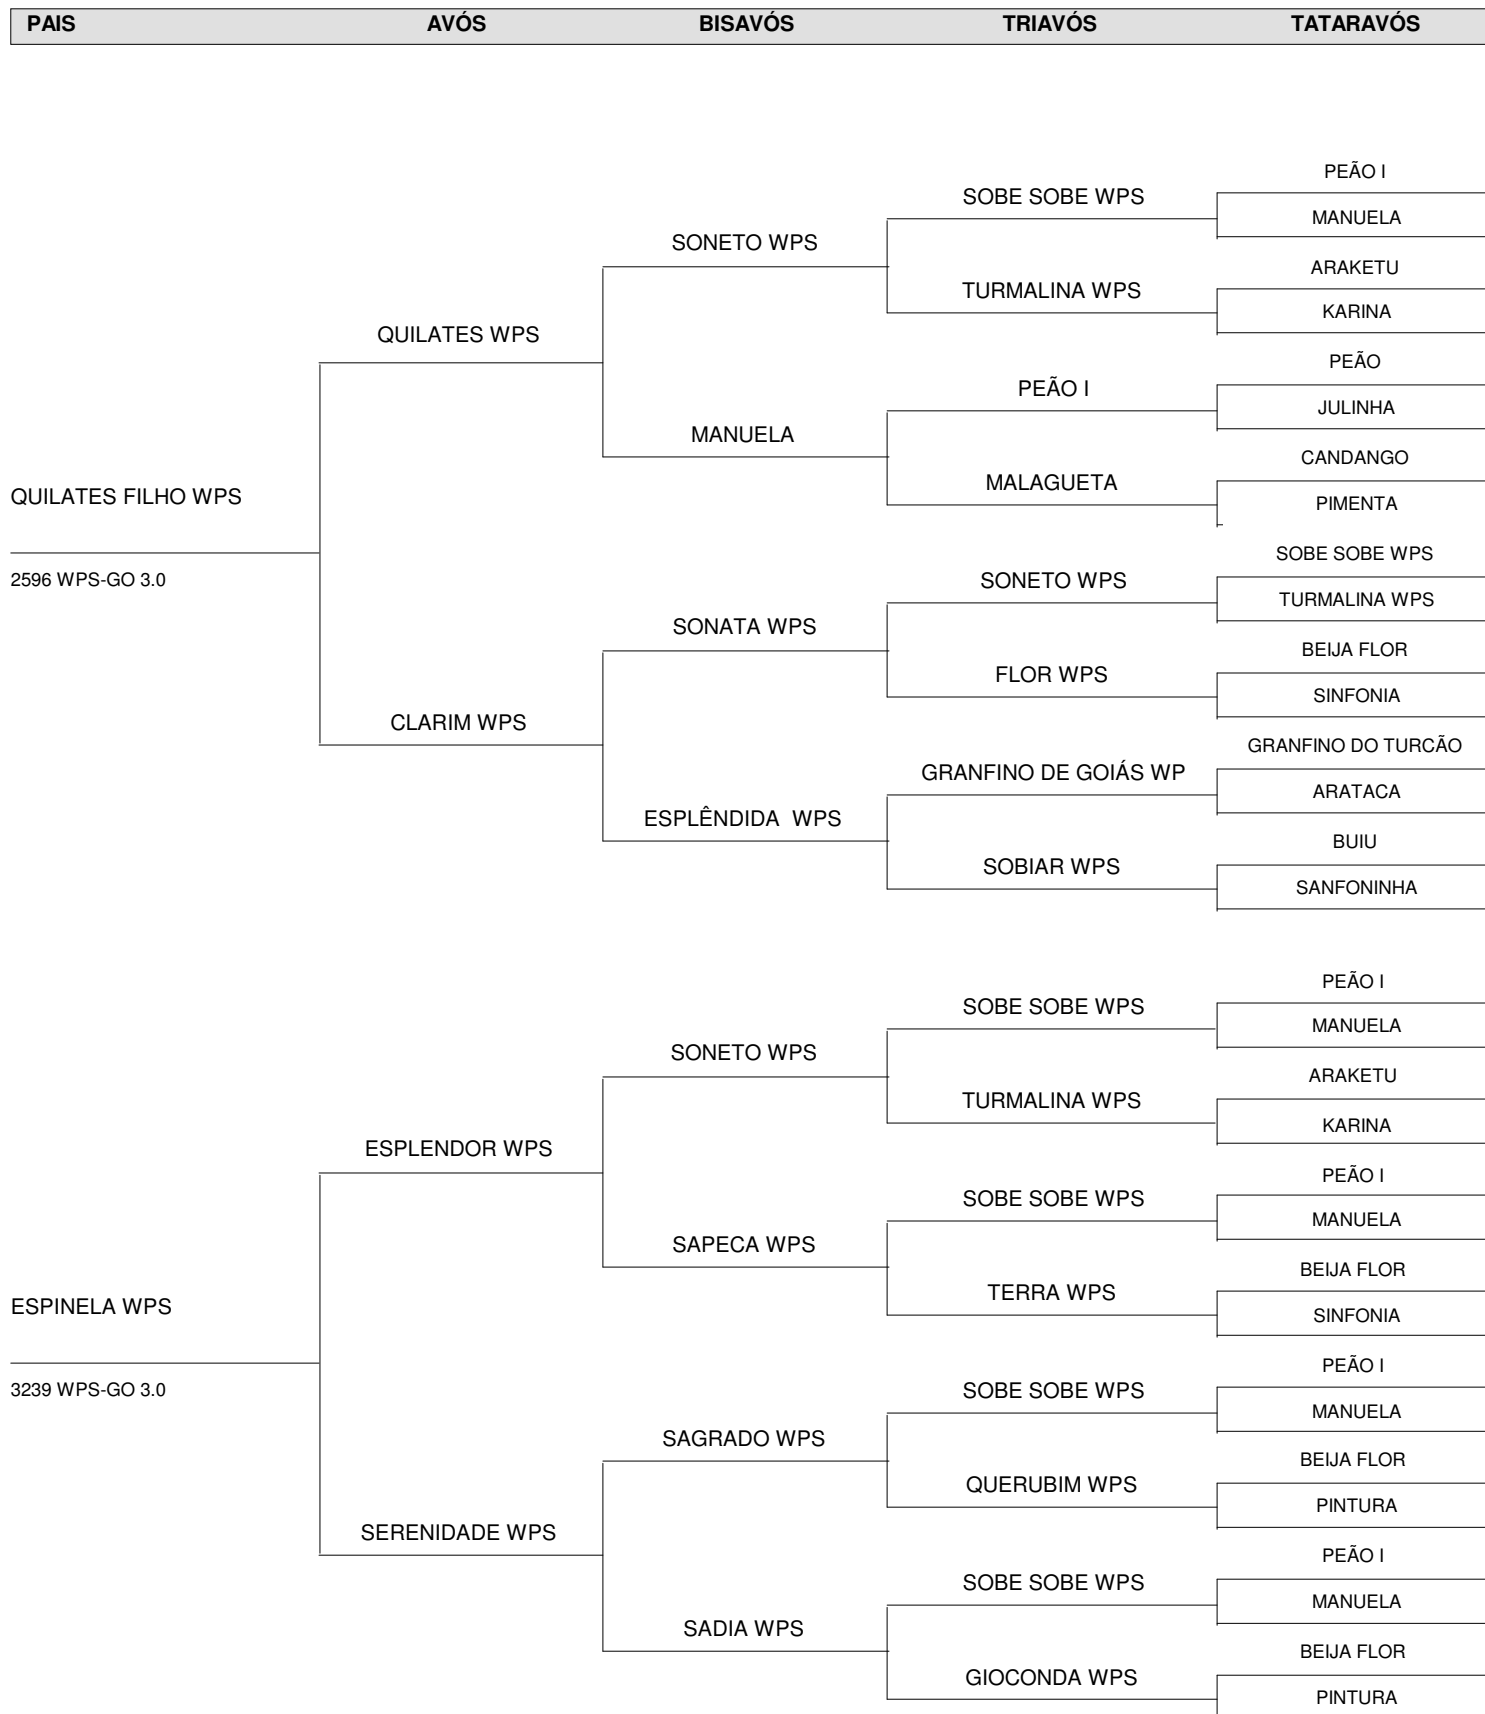 PAIS AVÓS BISAVÓS TRIAVÓS TATARAVÓS
PEÃO I
SOBE SOBE WPS
MANUELA
SONETO WPS
ARAKETU
TURMALINA WPS
KARINA
QUILATES WPS
PEÃO
PEÃO I
JULINHA
MANUELA
CANDANGO
MALAGUETA
QUILATES FILHO WPS
PIMENTA
SOBE SOBE WPS
2596 WPS-GO 3.0
SONETO WPS
TURMALINA WPS
SONATA WPS
BEIJA FLOR
FLOR WPS
SINFONIA
CLARIM WPS
GRANFINO DO TURCÃO
GRANFINO DE GOIÁS WP
ARATACA
ESPLÊNDIDA  WPS
BUIU
SOBIAR WPS
SANFONINHA
PEÃO I
SOBE SOBE WPS
MANUELA
SONETO WPS
ARAKETU
TURMALINA WPS
KARINA
ESPLENDOR WPS
PEÃO I
SOBE SOBE WPS
MANUELA
SAPECA WPS
BEIJA FLOR
TERRA WPS
ESPINELA WPS
SINFONIA
PEÃO I
3239 WPS-GO 3.0
SOBE SOBE WPS
MANUELA
SAGRADO WPS
BEIJA FLOR
QUERUBIM WPS
PINTURA
SERENIDADE WPS
PEÃO I
SOBE SOBE WPS
MANUELA
SADIA WPS
BEIJA FLOR
GIOCONDA WPS
PINTURA